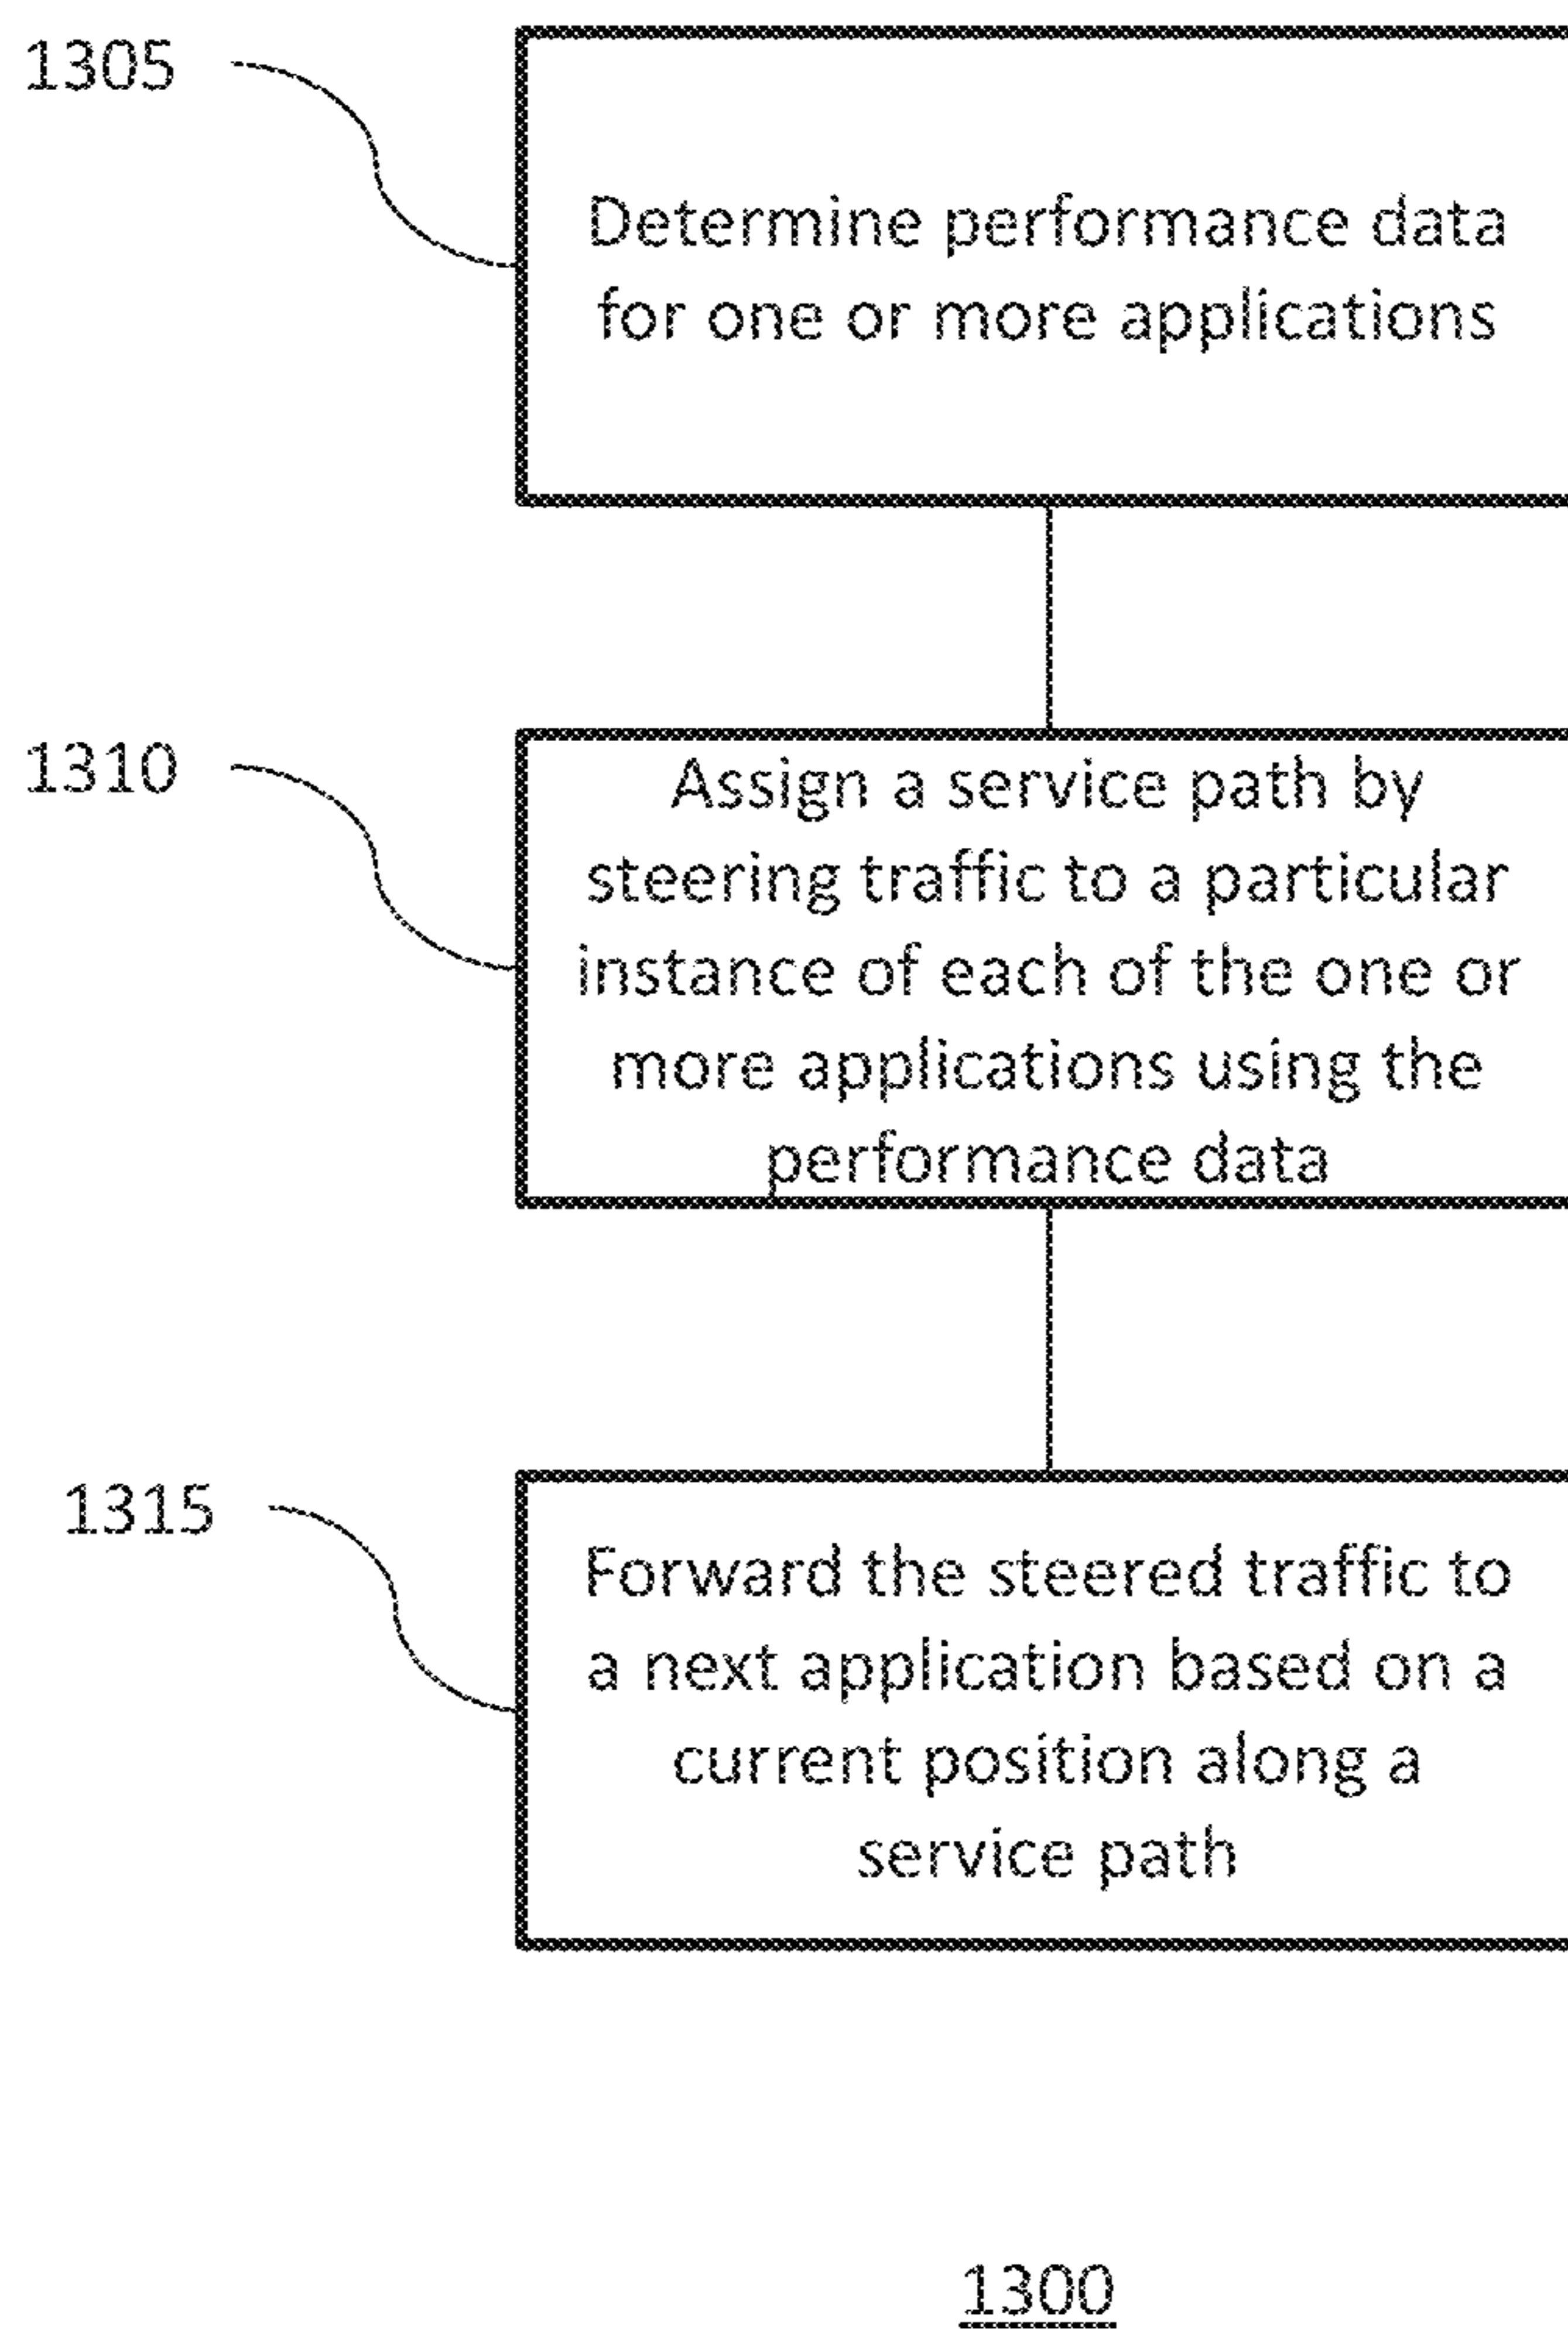 1305
Determine performance data
for one or more applications
1310
Assign a service path by
steering traffic to a particular
instance of each of the one or
more applications using the
performance data
1315
Forward the steered traffic to
a next application based on a
current position along a
service path
1300